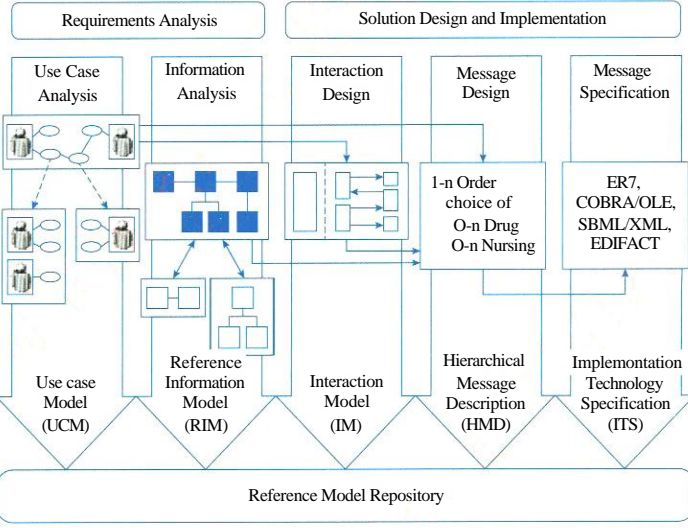 Requirements Analysis
Solution Design and Implementation
Use Case
Analysis
Information
Analysis
Interaction
Design
Message
Design
Message
Specification
1-n Order
choice of
O-n Drug
O-n Nursing
ER7,
COBRA/OLE,
SBML/XML,
EDIFACT
Use case
Model
(UCM)
Reference
Information
Model
(RIM)
Interaction
Model
(IM)
Hierarchical
Message
Description
(HMD)
Implemontation
Technology
Specification
(ITS)
Reference Model Repository